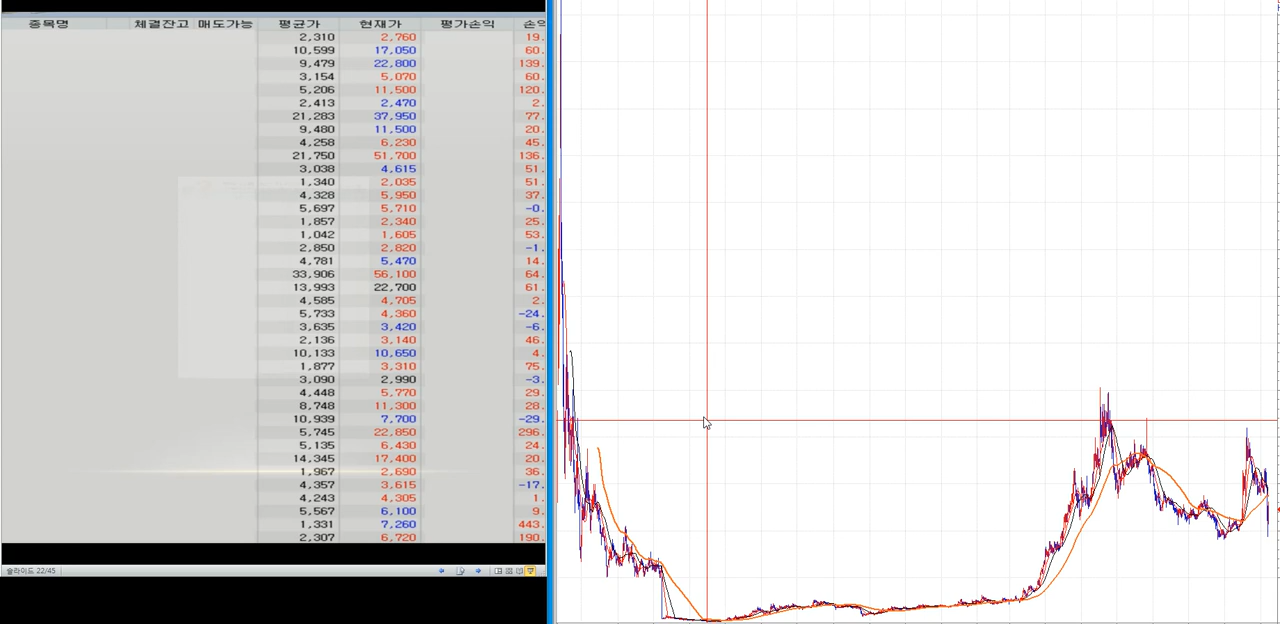 종목명 체결잔고 매도가능 평균가 현재가 평가손익 손익
2,310 2,760 19.
10,599 17,050 60.
9,479 22,800 139.
3,154 5,070 60.
5,206 11,500 120.
2,413 2,470 2.
21,283 37,950 77.
9,480 11,500 20.
4,258 6,230 45.
21,750 51,700 136.
3,038 4,615 51.
1,340 2,035 51.
4,328 5,950 37.
5,697 5,710 -0.
1,857 2,340 25.
1,042 1,605 53.
2,850 2,820 -1.
4,781 5,470 14.
33,906 56,100 64.
13,993 22,700 61.
4,585 4,705 2.
5,733 4,360 -24.
3,635 3,420 -6.
2,136 3,140 46.
10,133 10,650 4.
1,877 3,310 75.
3,090 2,990 -3.
4,448 5,770 29.
8,748 11,300 28.
10,939 7,700 -29.
5,745 22,850 296.
5,135 6,430 24.
14,345 17,400 20.
1,967 2,690 36.
4,357 3,615 -17.
4,243 4,305 1.
5,567 6,100 9.
1,331 7,260 443.
2,307 6,720 190.
슬라이드 22/45